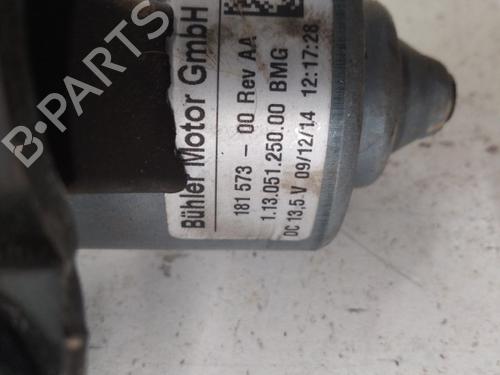 Bühler Motor GmbH
181 573 - 00 Rev AA
1.13.051.250.00 BMG
DC 13,5 V 09/12/14 12:17:28
B-PARTS